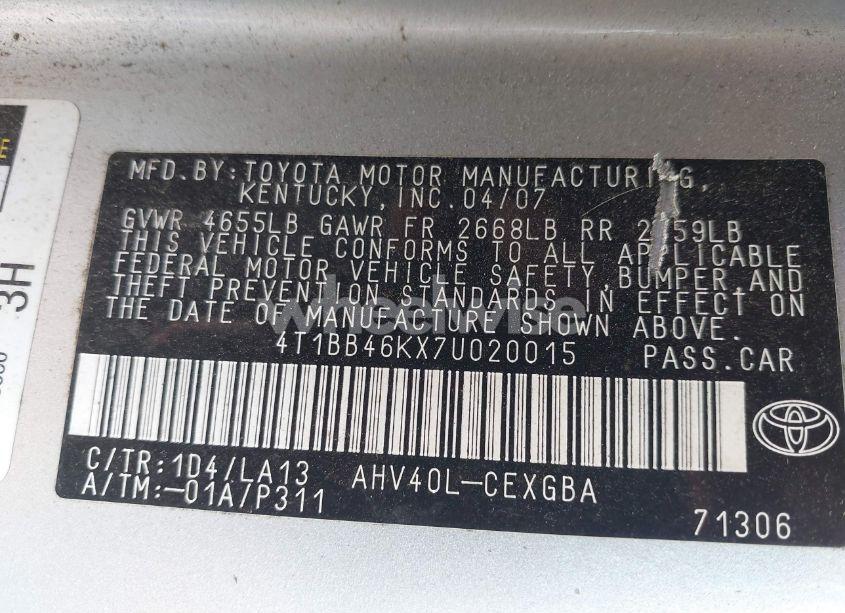 MFD. BY: TOYOTA MOTOR MANUFACTURING,
KENTUCKY, INC. 04/07
GVWR 4655LB GAWR FR 2668LB RR
THIS VEHICLE CONFORMS TO ALL APPLICABLE
FEDERAL MOTOR VEHICLE SAFETY, BUMPER, AND
THEFT PREVENTION STANDARDS IN EFFECT ON
THE DATE OF MANUFACTURE SHOWN ABOVE.
4T1BB46KX7U020015 PASS.CAR
C/TR:1D4/LA13 AHV40L-CEXGBA
A/TM:-01A/P311
71306
3H
wheelwise